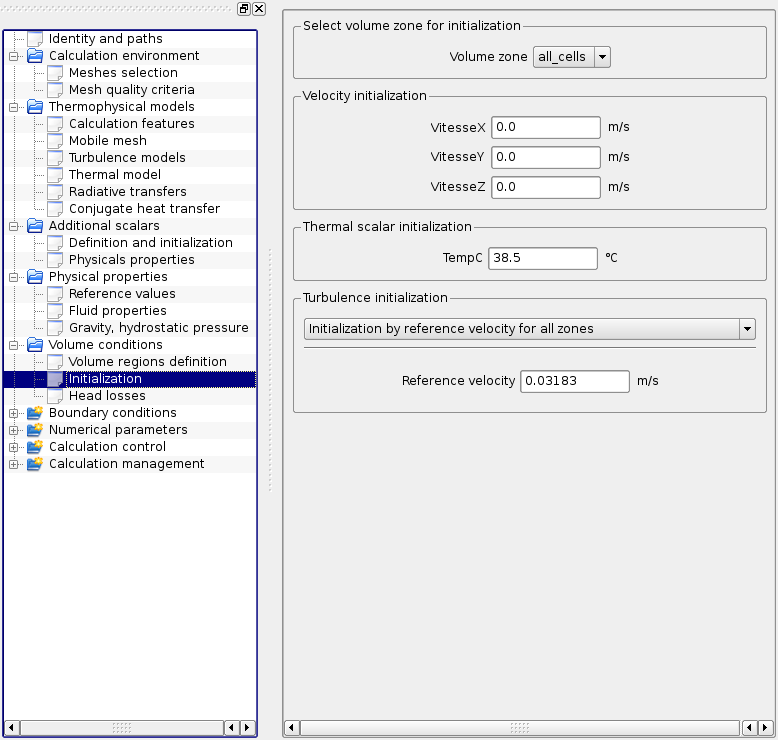 Identity and paths
Calculation environment
Meshes selection
Mesh quality criteria
Thermophysical models
Calculation features
Mobile mesh
Turbulence models
Thermal model
Radiative transfers
Conjugate heat transfer
Additional scalars
Definition and initialization
Physicals properties
Physical properties
Reference values
Fluid properties
Gravity, hydrostatic pressure
Volume conditions
Volume regions definition
Initialization
Head losses
Boundary conditions
Numerical parameters
Calculation control
Calculation management
Select volume zone for initialization
Volume zone all_cells
Velocity initialization
VitesseX 0.0 m/s
VitesseY 0.0 m/s
VitesseZ 0.0 m/s
Thermal scalar initialization
TempC 38.5 °C
Turbulence initialization
Initialization by reference velocity for all zones
Reference velocity 0.03183 m/s